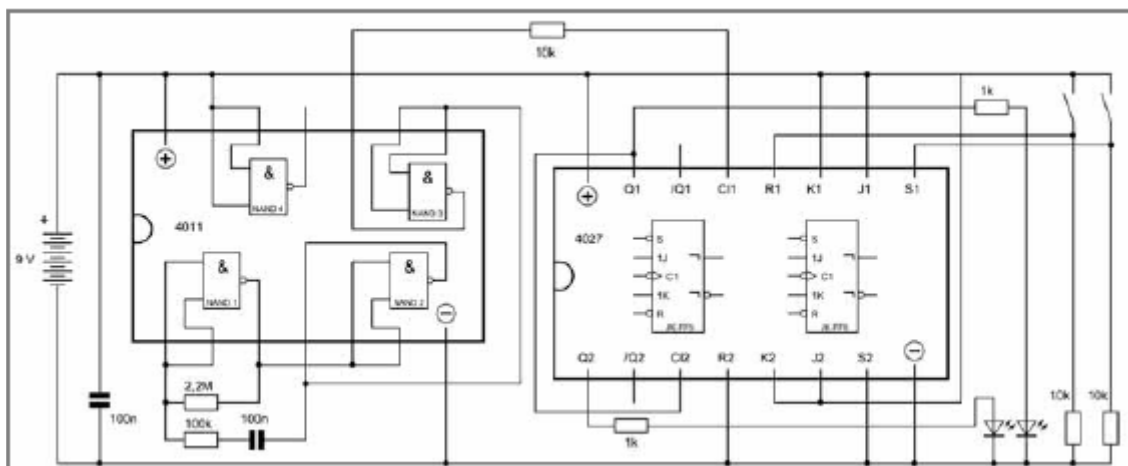 10k
1k
&
NAND 4
&
NAND 3
4011
+
9 V
&
NAND 1
&
NAND 2
2,2M
100k
100n
100n
Q1 /Q1 Cl1 R1 K1 J1 S1
4027
S
1J
C1
1K
R
S
1J
C1
1K
R
Q2 /Q2 Cl2 R2 K2 J2 S2
1k
10k
10k